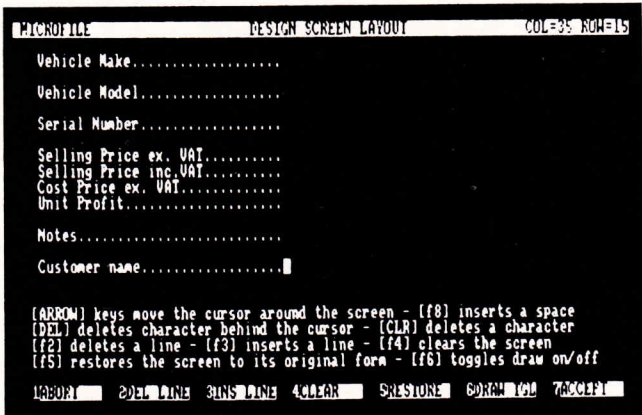 MICROFILE DESIGN SCREEN LAYOUT COL=35 ROW=15
Vehicle Make...................
Vehicle Model..................
Serial Number..................
Selling Price ex. VAT..........
Selling Price inc.VAT..........
Cost Price ex. VAT.............
Unit Profit....................
Notes..........................
Customer name..................
[ARROW] keys move the cursor around the screen - [f8] inserts a space
[DEL] deletes character behind the cursor - [CLR] deletes a character
[f2] deletes a line - [f3] inserts a line - [f4] clears the screen
[f5] restores the screen to its original form - [f6] toggles draw on/off
1ABORT 2DEL LINE 3INS LINE 4CLEAR 5RESTORE 6DRAW TGL 7ACCEPT